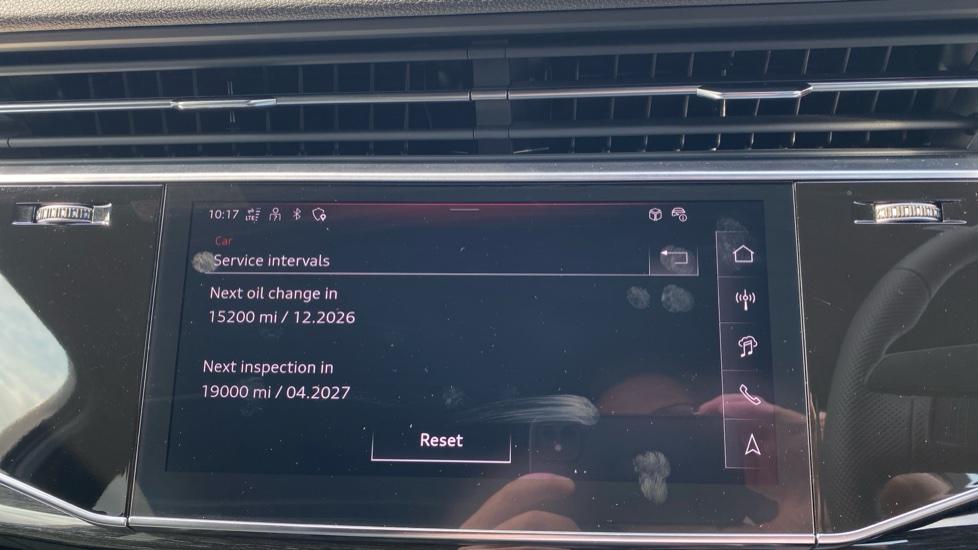 10:17 LTE
Car
Service intervals
Next oil change in
15200 mi / 12.2026
Next inspection in
19000 mi / 04.2027
Reset